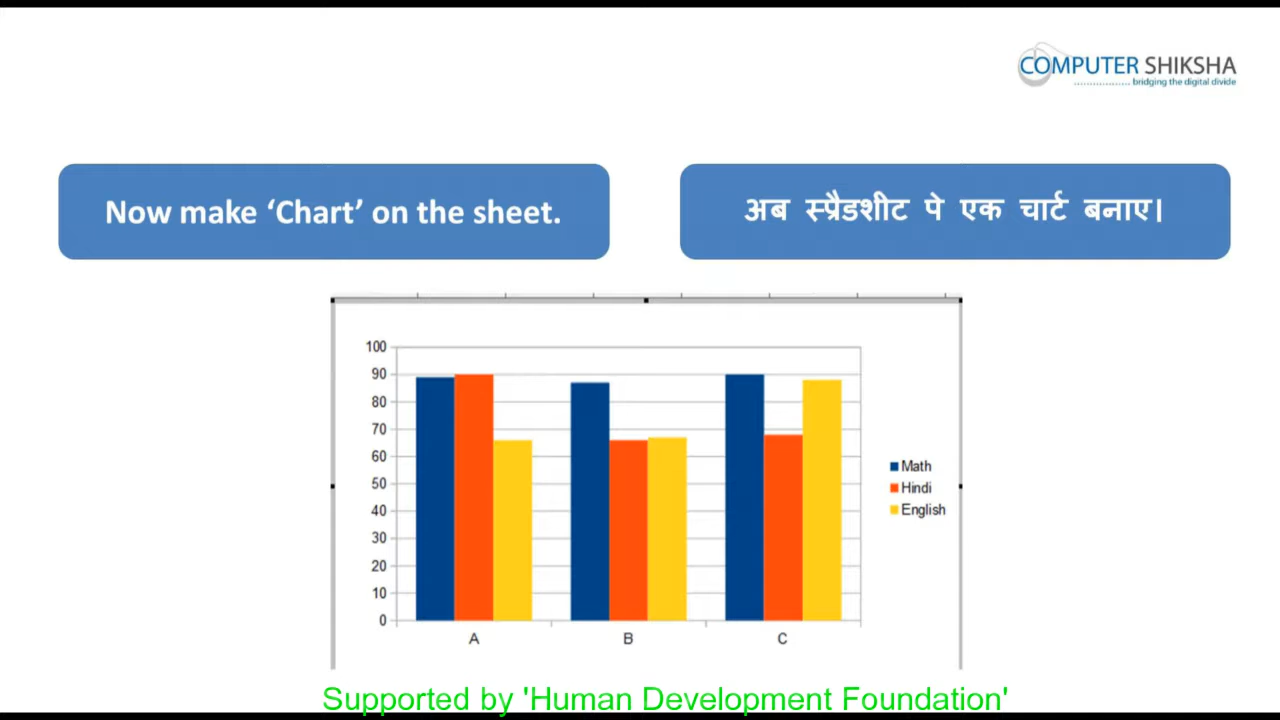 COMPUTER SHIKSHA
bridging the digital divide
Now make ‘Chart’ on the sheet.
अब स्प्रैडशीट पे एक चार्ट बनाए।
100
90
80
70
60
50
40
30
20
10
0
A B C
Math
Hindi
English
Supported by 'Human Development Foundation'